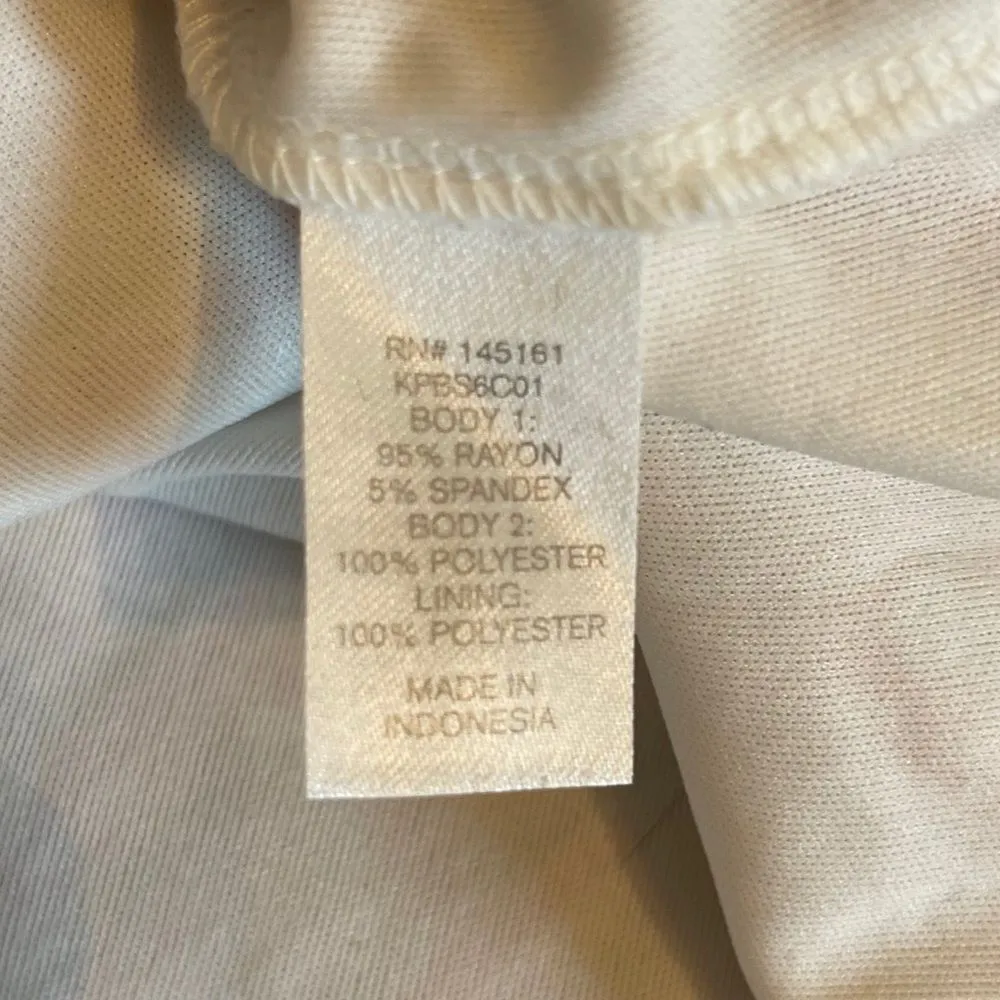 RN# 145161
KPBS6C01
BODY 1:
95% RAYON
5% SPANDEX
BODY 2:
100% POLYESTER
LINING:
100% POLYESTER
MADE IN
INDONESIA